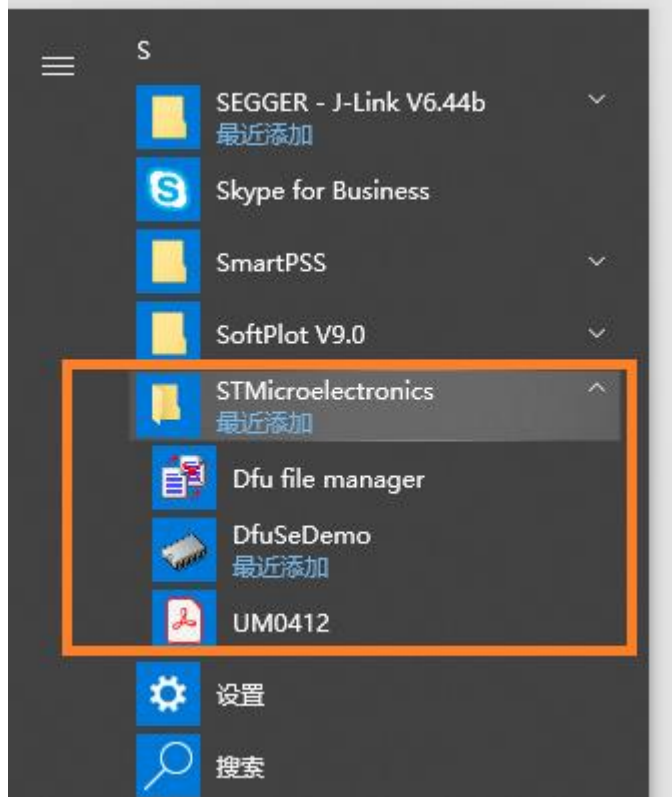 S
SEGGER - J-Link V6.44b
最近添加
Skype for Business
SmartPSS
SoftPlot V9.0
STMicroelectronics
最近添加
Dfu file manager
DfuSeDemo
最近添加
UM0412
设置
搜索